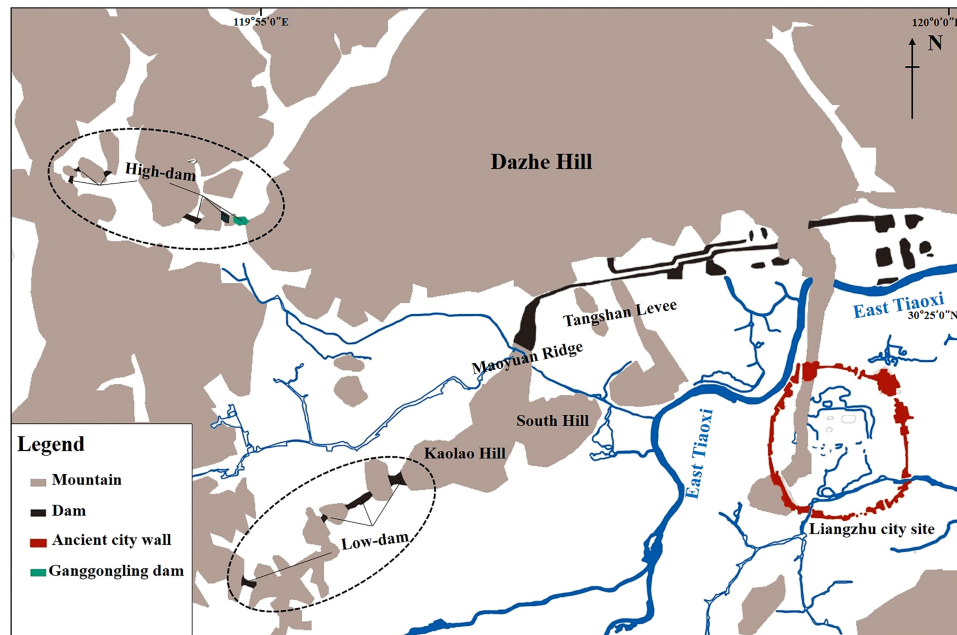 119°55′0″E
120°0′0″E
N
High-dam
Dazhe Hill
East Tiaoxi
30°25′0″N
Tangshan Levee
Maoyuan Ridge
South Hill
East Tiaoxi
Kaolao Hill
Low-dam
Liangzhu city site
Legend
Mountain
Dam
Ancient city wall
Ganggongling dam